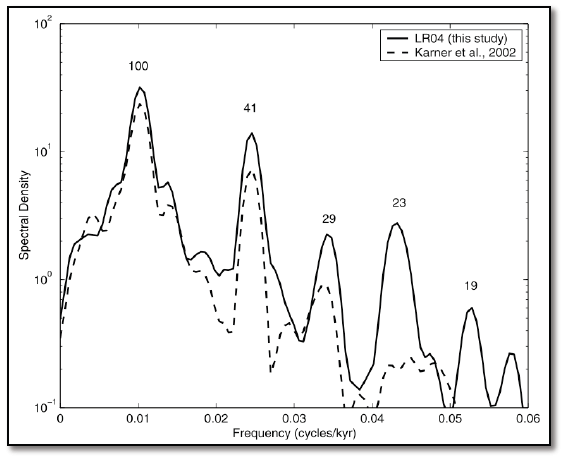 10²
LR04 (this study)
Karner et al., 2002
100
41
10¹
23
29
Spectral Density
10⁰
19
10⁻¹
0 0.01 0.02 0.03 0.04 0.05 0.06
Frequency (cycles/kyr)